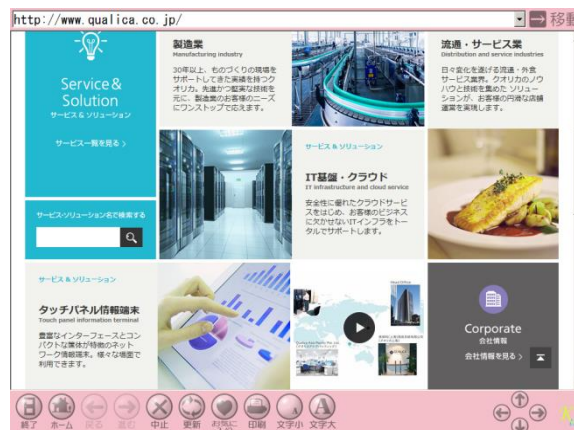 http://www.qualica.co.jp/
移動
Service &
Solution
サービス & ソリューション
サービス一覧を見る
サービス・ソリューション名で検索する
製造業
Manufacturing industry
30年以上、ものづくりの現場を
サポートしてきた実績を持つク
オリカ。先進かつ堅実な技術を
元に、製造業のお客様のニーズ
にワンストップで応えます。
流通・サービス業
Distribution and service industries
日々変化を遂げる流通・外食
サービス業界。クオリカのノウ
ハウと技術を集めた ソリュー
ションが、お客様の円滑な店舗
運営を実現します。
サービス & ソリューション
IT基盤・クラウド
IT infrastructure and cloud service
安全性に優れたクラウドサービ
スをはじめ、お客様のビジネス
に欠かせないITインフラをトー
タルでサポートします。
サービス & ソリューション
タッチパネル情報端末
Touch panel information terminal
豊富なインターフェースとコン
パクトな筐体が特徴のネット
ワーク情報端末。様々な場面で
利用できます。
Corporate
会社情報
会社情報を見る
終了 ホーム 戻る 進む 中止 更新 お気に 印刷 文字小 文字大